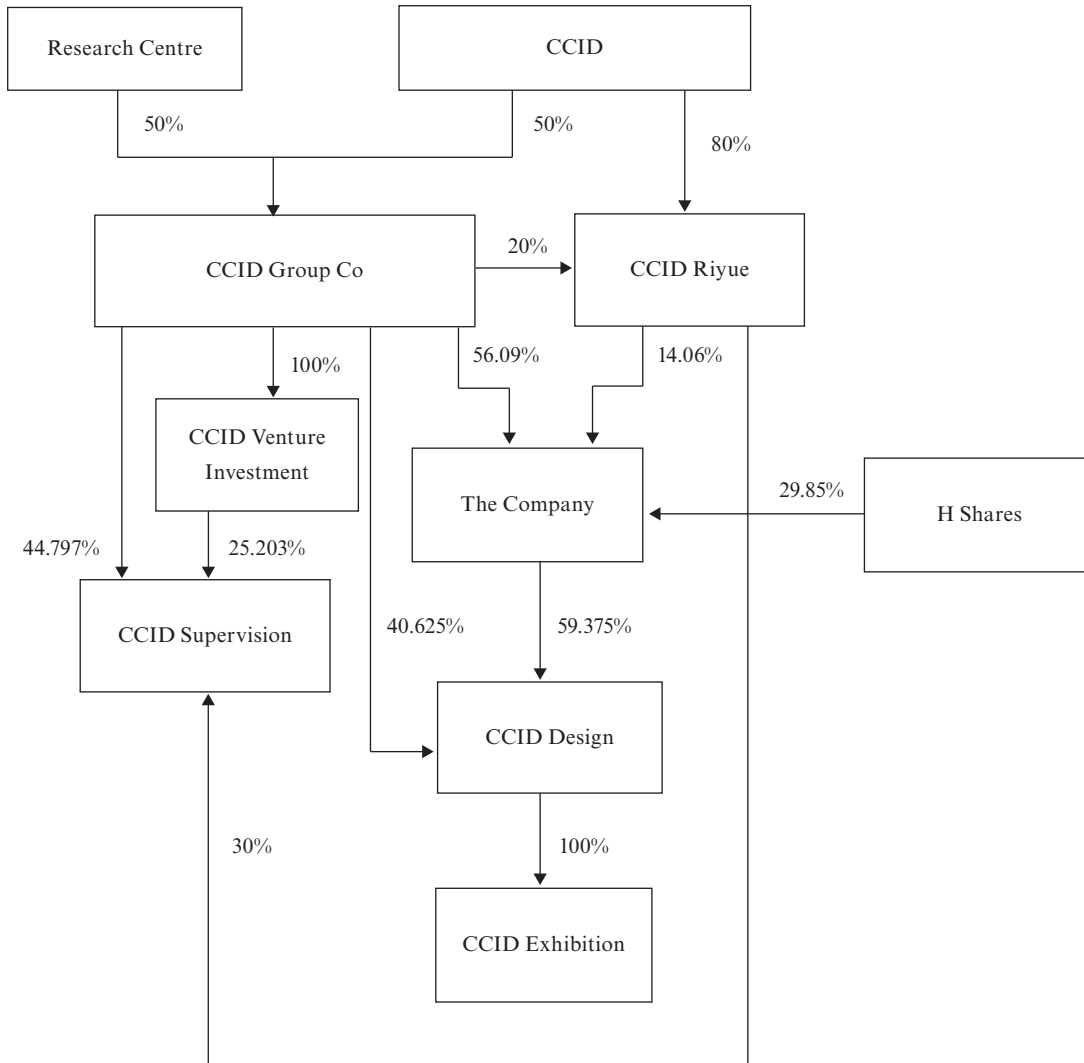 Research Centre
CCID
50%
50%
80%
CCID Group Co
20%
CCID Riyue
56.09%
14.06%
100%
CCID Venture
Investment
The Company
29.85%
H Shares
44.797%
25.203%
CCID Supervision
40.625%
59.375%
CCID Design
30%
100%
CCID Exhibition